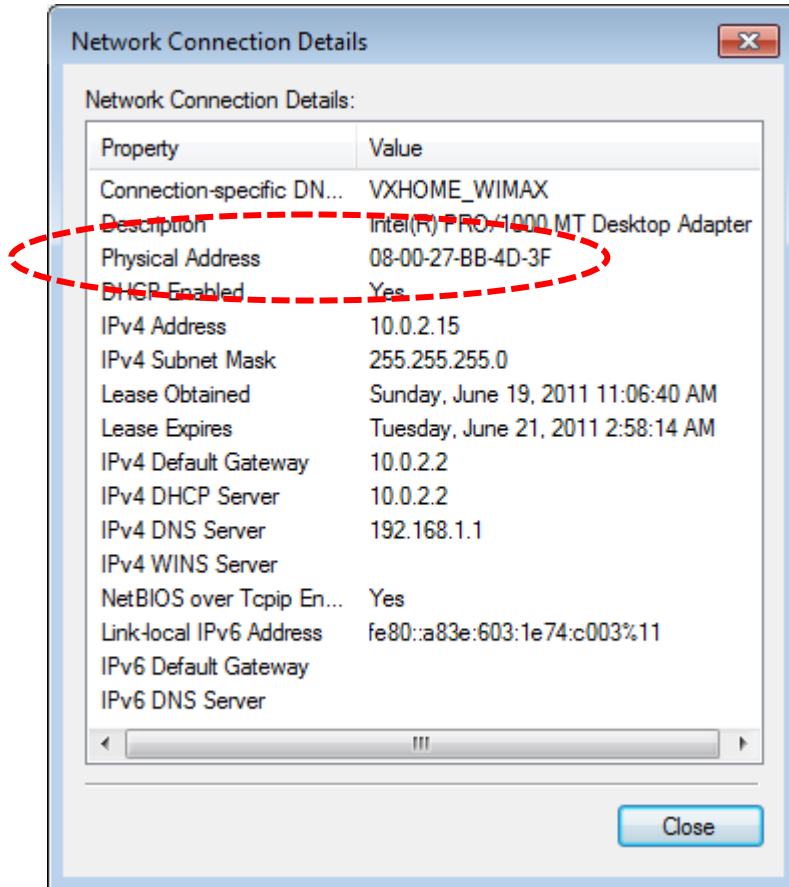 Network Connection Details
Network Connection Details:
Property Value
Connection-specific DN... VXHOME_WIMAX
Description Intel(R) PRO/1000 MT Desktop Adapter
Physical Address 08-00-27-BB-4D-3F
DHCP Enabled Yes
IPv4 Address 10.0.2.15
IPv4 Subnet Mask 255.255.255.0
Lease Obtained Sunday, June 19, 2011 11:06:40 AM
Lease Expires Tuesday, June 21, 2011 2:58:14 AM
IPv4 Default Gateway 10.0.2.2
IPv4 DHCP Server 10.0.2.2
IPv4 DNS Server 192.168.1.1
IPv4 WINS Server
NetBIOS over Tcpip En... Yes
Link-local IPv6 Address fe80::a83e:603:1e74:c003%11
IPv6 Default Gateway
IPv6 DNS Server
Close